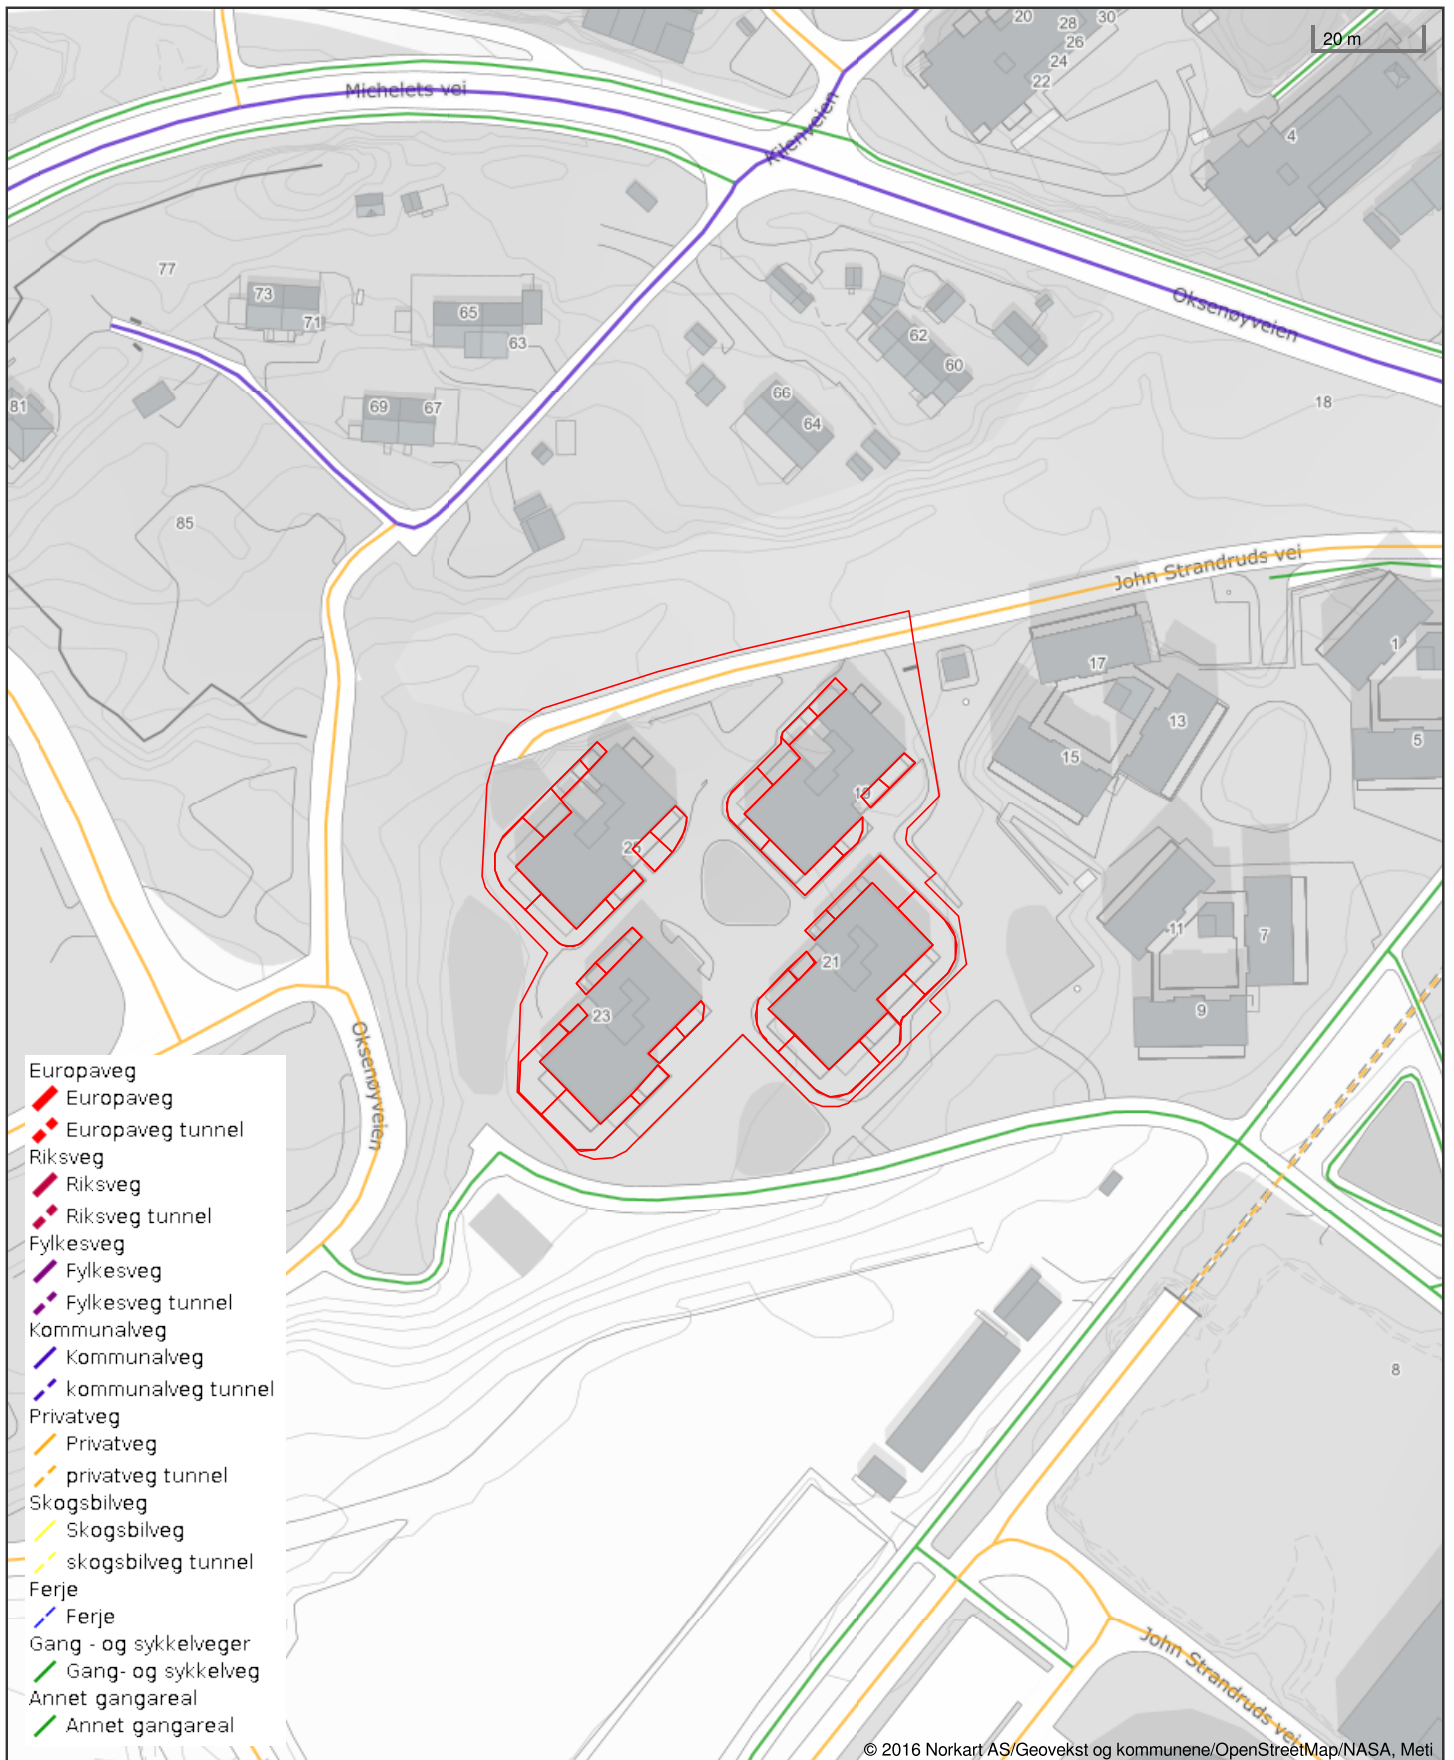 20
28
30
26
24
22
20 m
Michelets vei
Kilenveien
4
77
73
71
65
63
62
60
Oksenøyveien
81
69
67
66
64
18
85
John Strandruds vei
17
1
13
5
15
19
25
11
7
21
23
9
Oksenøyveien
Europaveg
Europaveg
Europaveg tunnel
Riksveg
Riksveg
Riksveg tunnel
Fylkesveg
Fylkesveg
Fylkesveg tunnel
Kommunalveg
Kommunalveg
kommunalveg tunnel
Privatveg
Privatveg
privatveg tunnel
Skogsbilveg
Skogsbilveg
skogsbilveg tunnel
Ferje
Ferje
Gang - og sykkelveger
Gang- og sykkelveg
Annet gangareal
Annet gangareal
8
John Strandruds vei
© 2016 Norkart AS/Geovekst og kommunene/OpenStreetMap/NASA, Meti